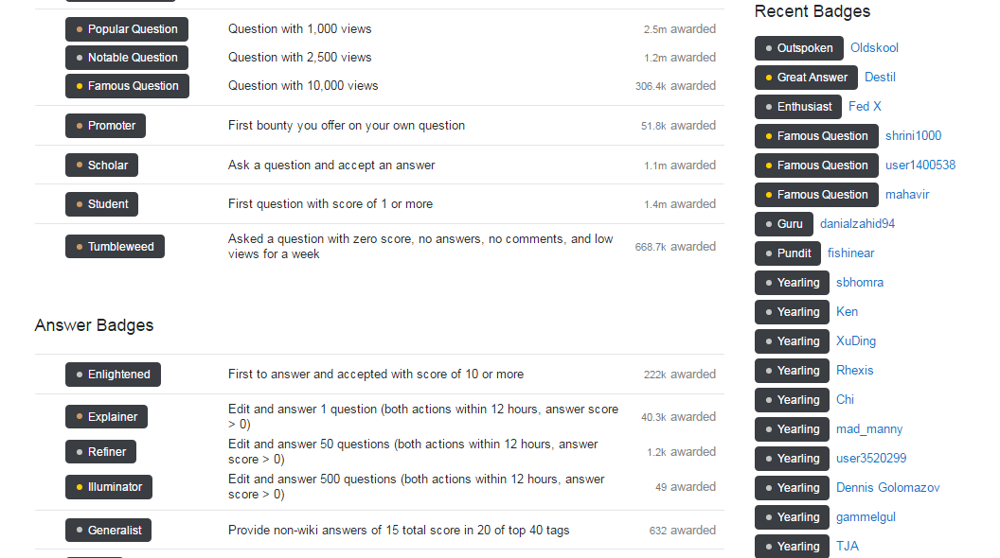 Popular Question Question with 1,000 views 2.5m awarded
Notable Question Question with 2,500 views 1.2m awarded
Famous Question Question with 10,000 views 306.4k awarded
Promoter First bounty you offer on your own question 51.8k awarded
Scholar Ask a question and accept an answer 1.1m awarded
Student First question with score of 1 or more 1.4m awarded
Tumbleweed Asked a question with zero score, no answers, no comments, and low
views for a week 668.7k awarded
Answer Badges
Enlightened First to answer and accepted with score of 10 or more 222k awarded
Explainer Edit and answer 1 question (both actions within 12 hours, answer score
> 0) 40.3k awarded
Refiner Edit and answer 50 questions (both actions within 12 hours, answer
score > 0) 1.2k awarded
Illuminator Edit and answer 500 questions (both actions within 12 hours, answer
score > 0) 49 awarded
Generalist Provide non-wiki answers of 15 total score in 20 of top 40 tags 632 awarded
Recent Badges
Outspoken Oldskool
Great Answer Destil
Enthusiast Fed X
Famous Question shrini1000
Famous Question user1400538
Famous Question mahavir
Guru danialzahid94
Pundit fishinear
Yearling sbhomra
Yearling Ken
Yearling XuDing
Yearling Rhexis
Yearling Chi
Yearling mad_manny
Yearling user3520299
Yearling Dennis Golomazov
Yearling gammelgul
Yearling TJA